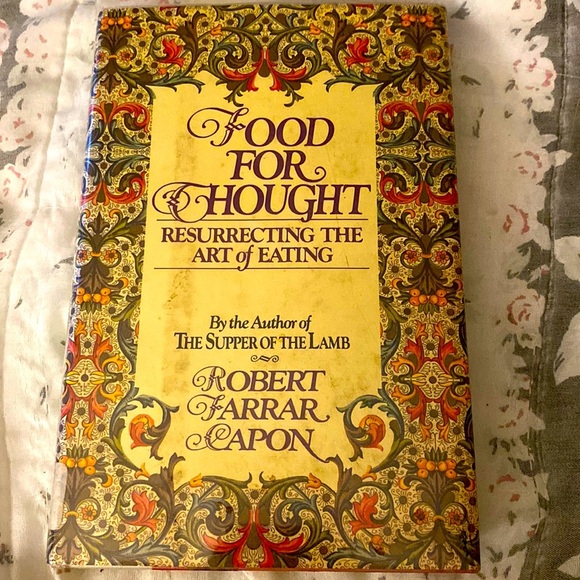 FOOD
FOR
THOUGHT
RESURRECTING THE
ART of EATING
By the Author of
THE SUPPER OF THE LAMB
ROBERT
FARRAR
CAPON